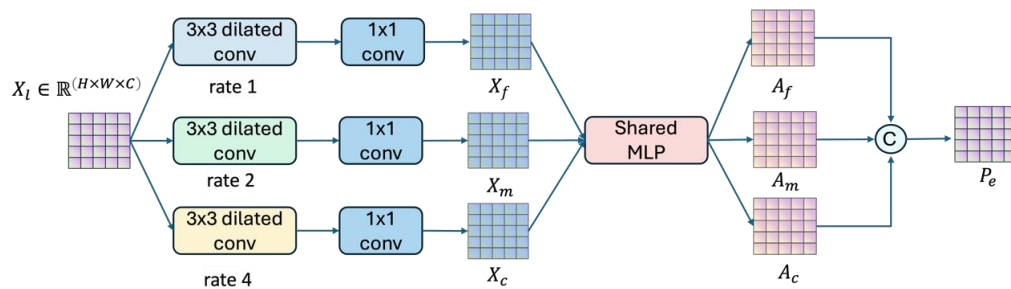 X_l ∈ ℝ^(H×W×C)
3x3 dilated
conv
rate 1
1x1
conv
X_f
3x3 dilated
conv
rate 2
1x1
conv
X_m
3x3 dilated
conv
rate 4
1x1
conv
X_c
Shared
MLP
A_f
A_m
A_c
C
P_e